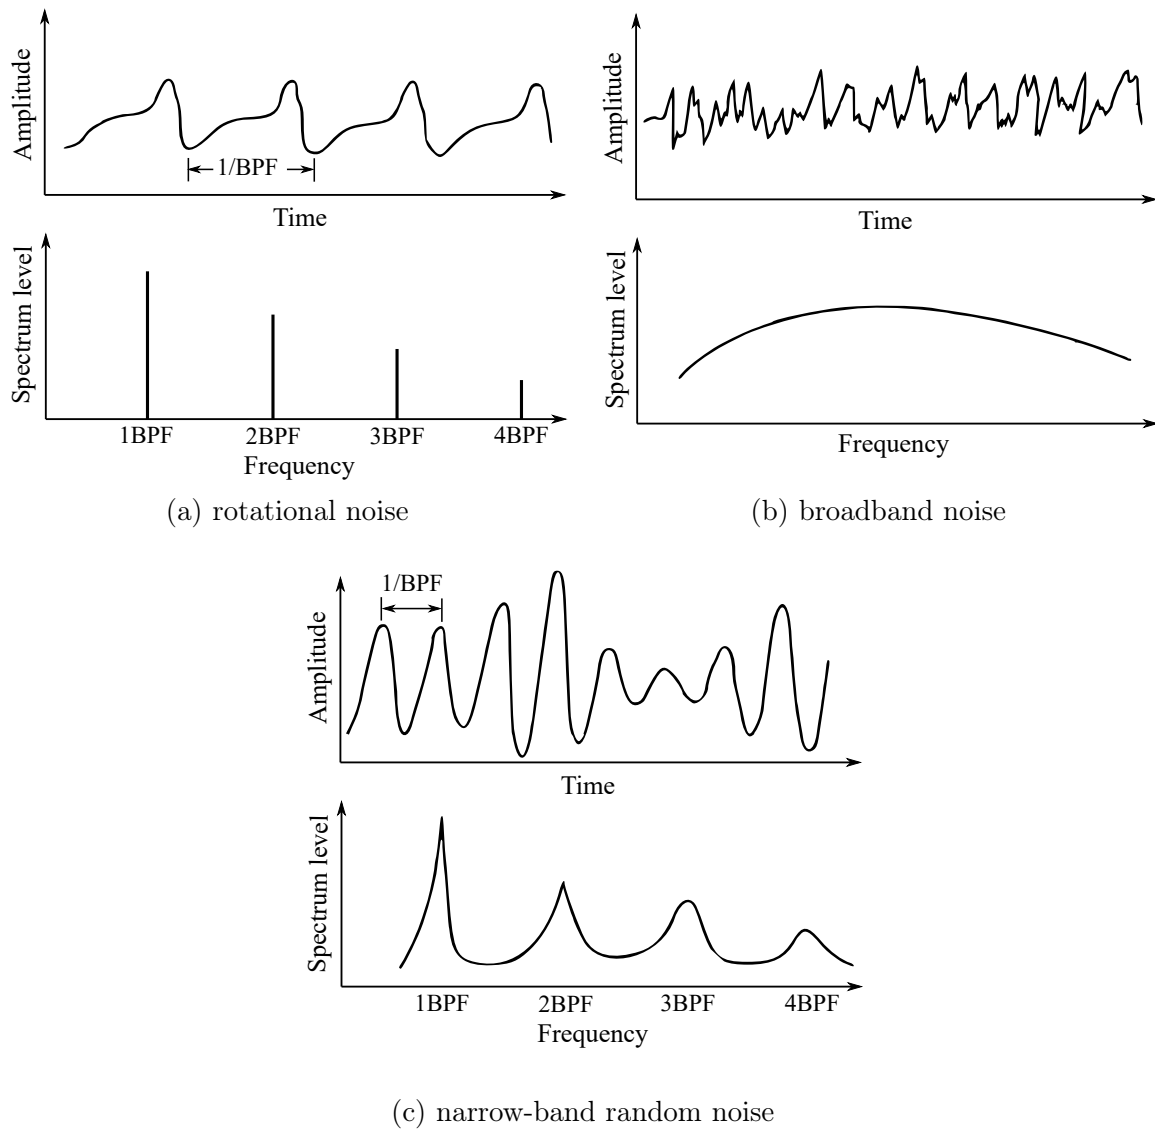 Amplitude
1/BPF
Time
Spectrum level
1BPF 2BPF 3BPF 4BPF
Frequency
(a) rotational noise
Amplitude
Time
Spectrum level
Frequency
(b) broadband noise
1/BPF
Amplitude
Time
Spectrum level
1BPF 2BPF 3BPF 4BPF
Frequency
(c) narrow-band random noise